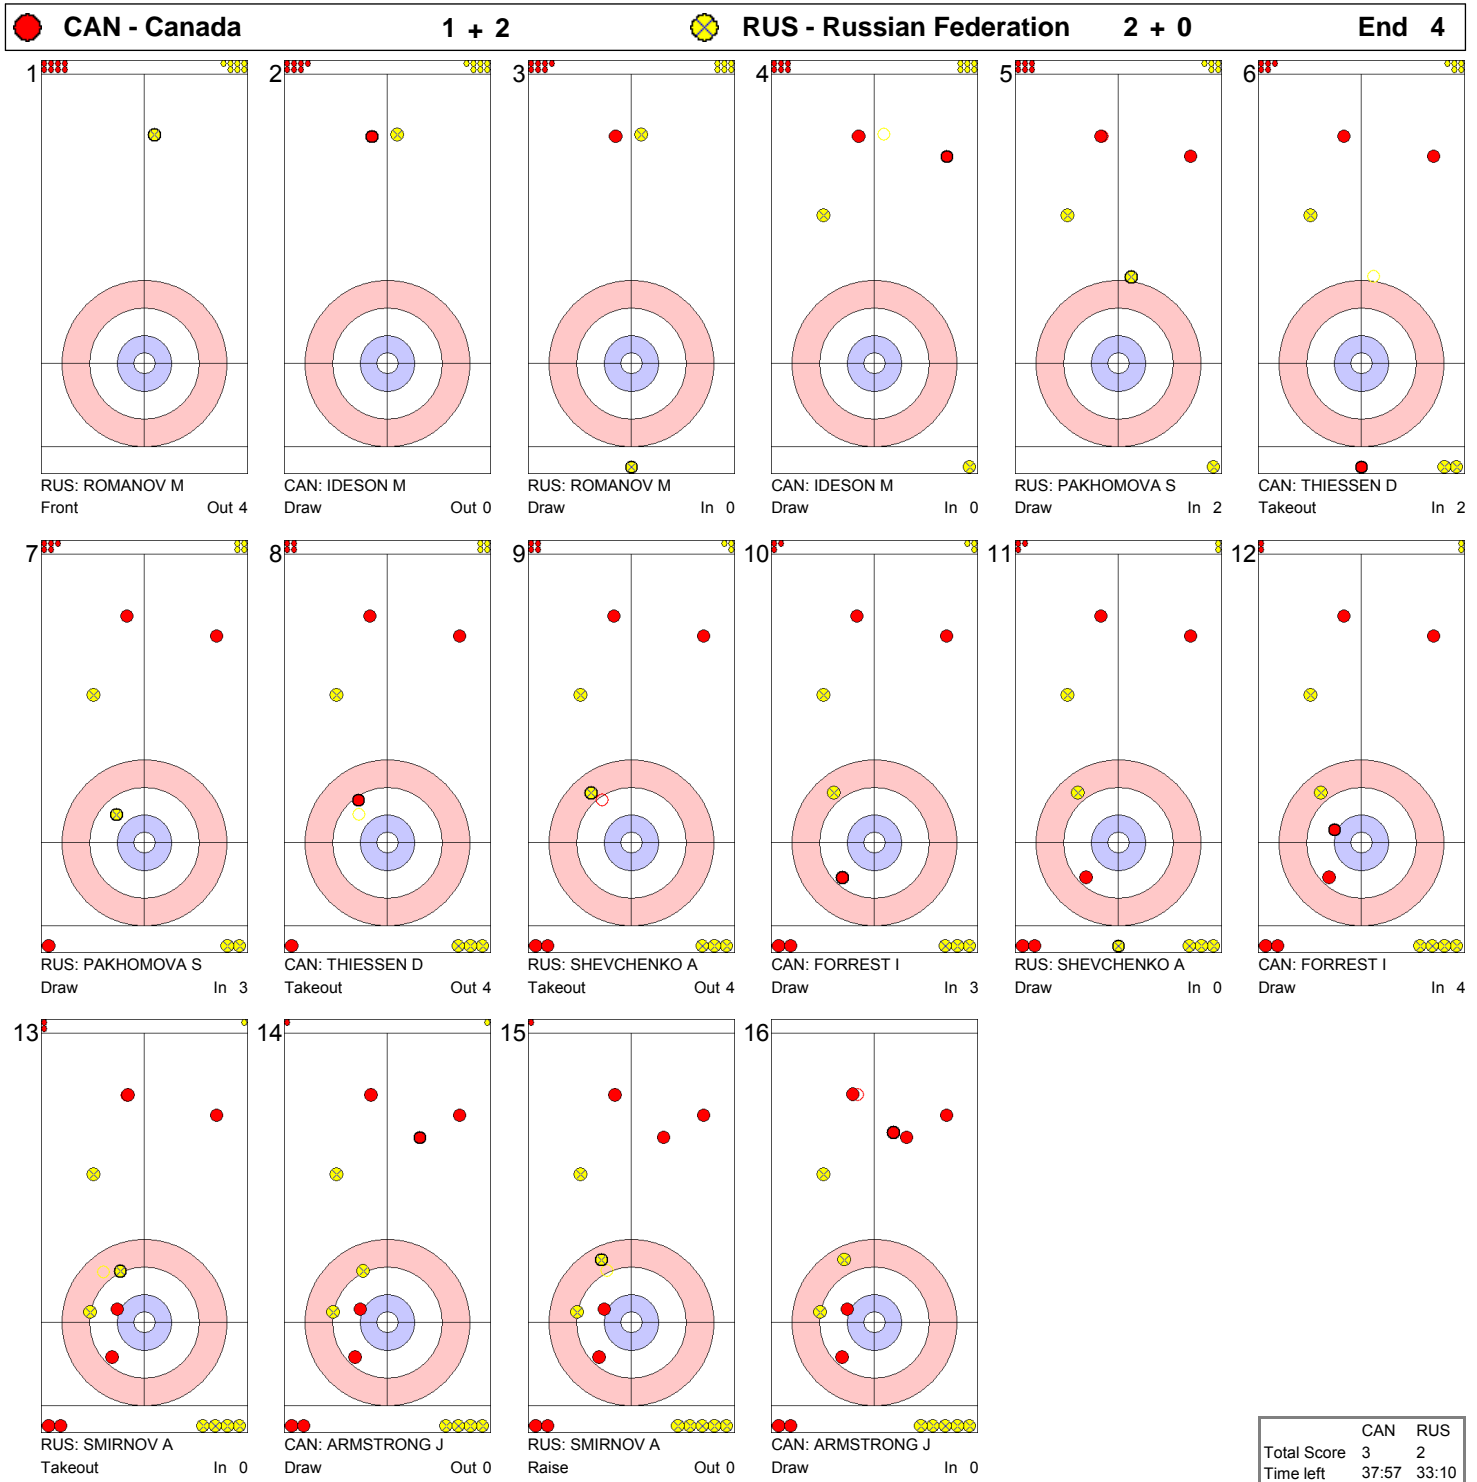 CAN - Canada 1 + 2 RUS - Russian Federation 2 + 0 End 4
1 2 3 4 5 6
RUS: ROMANOV M CAN: IDESON M RUS: ROMANOV M CAN: IDESON M RUS: PAKHOMOVA S CAN: THIESSEN D
Front Out 4 Draw Out 0 Draw In 0 Draw In 0 Draw In 2 Takeout In 2
7 8 9 10 11 12
RUS: PAKHOMOVA S CAN: THIESSEN D RUS: SHEVCHENKO A CAN: FORREST I RUS: SHEVCHENKO A CAN: FORREST I
Draw In 3 Takeout Out 4 Takeout Out 4 Draw In 3 Draw In 0 Draw In 4
13 14 15 16
RUS: SMIRNOV A CAN: ARMSTRONG J RUS: SMIRNOV A CAN: ARMSTRONG J
Takeout In 0 Draw Out 0 Raise Out 0 Draw In 0
CAN RUS
Total Score 3 2
Time left 37:57 33:10